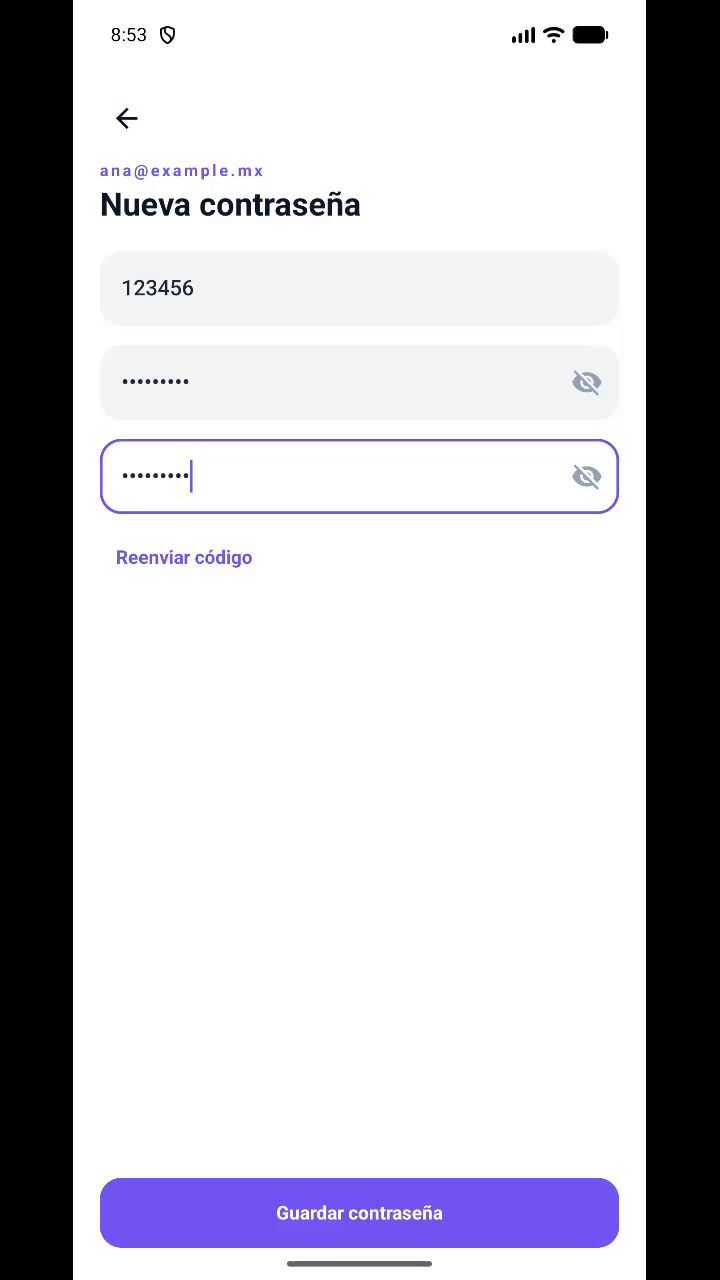 8:53
ana@example.mx
Nueva contraseña
123456
•••••••••
•••••••••
Reenviar código
Guardar contraseña